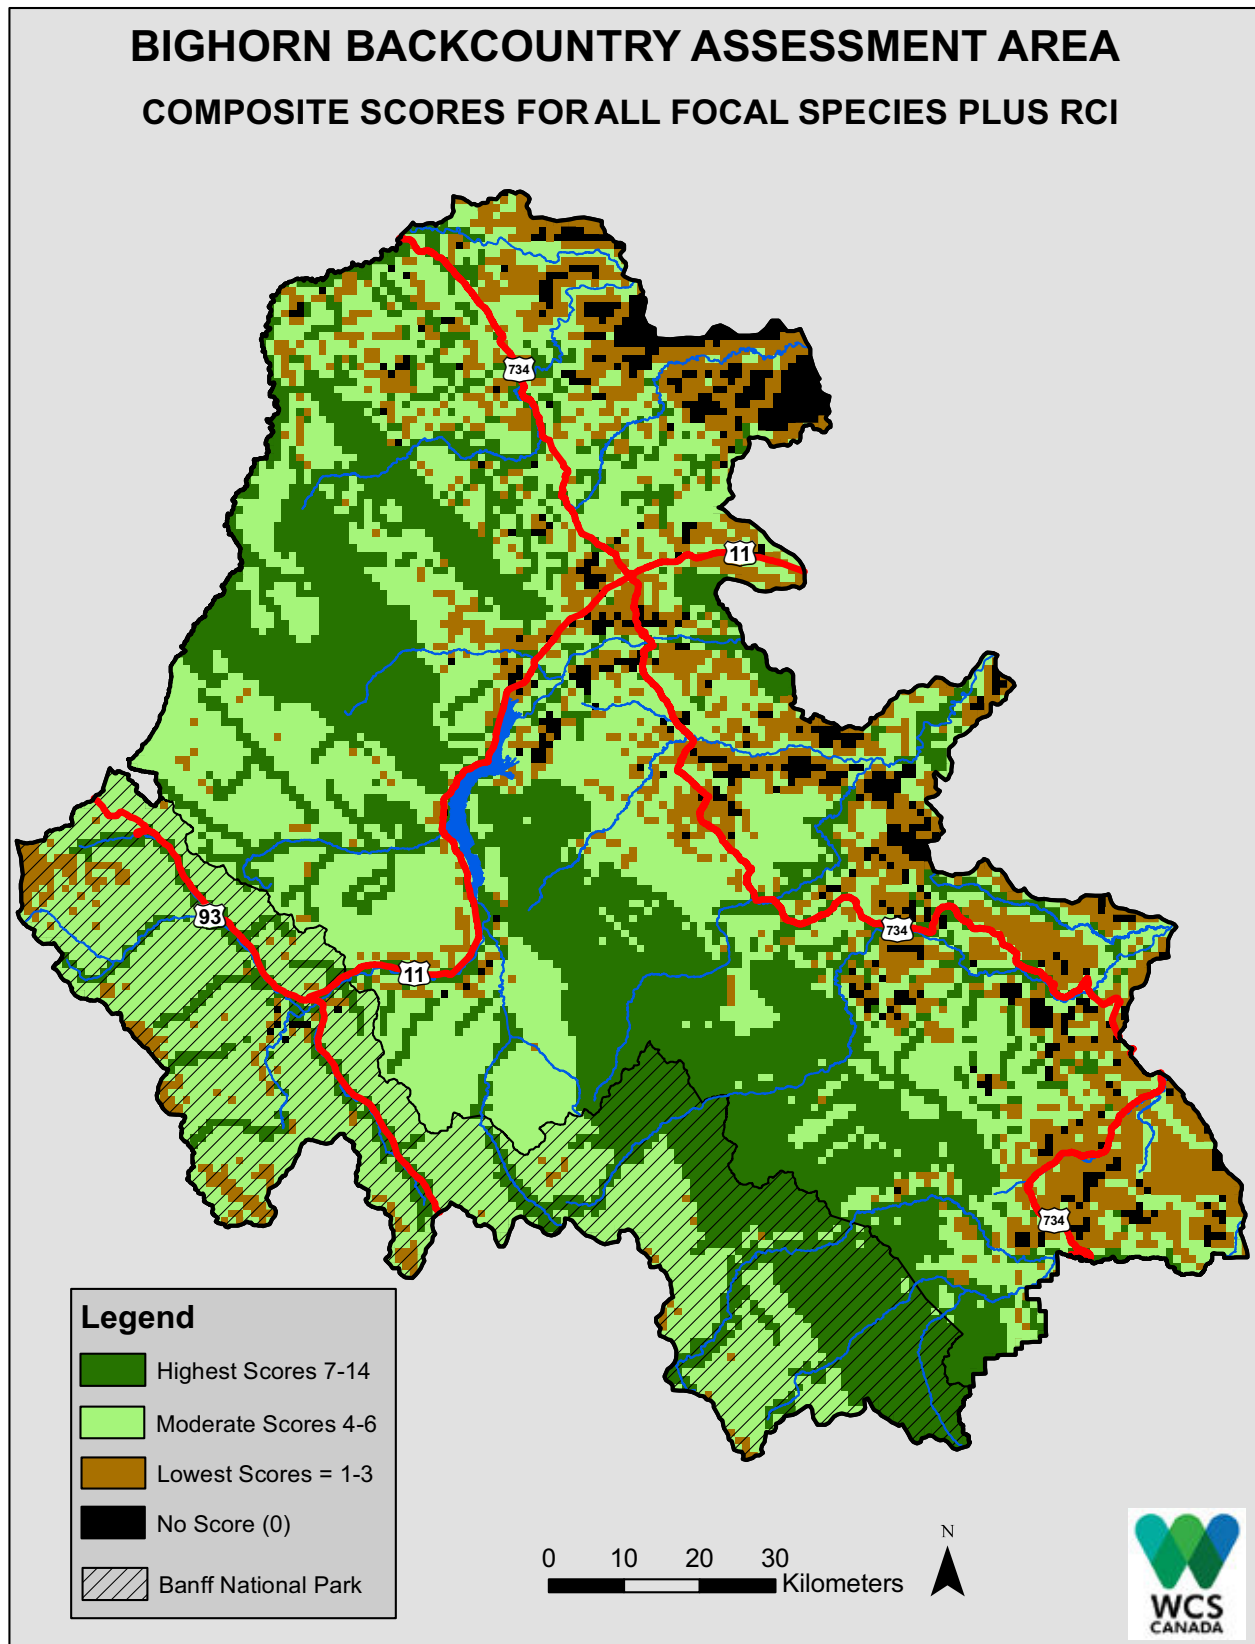 BIGHORN BACKCOUNTRY ASSESSMENT AREA
COMPOSITE SCORES FOR ALL FOCAL SPECIES PLUS RCI
734
11
93
11
734
734
Legend
Highest Scores 7-14
Moderate Scores 4-6
Lowest Scores = 1-3
No Score (0)
Banff National Park
0 10 20 30
Kilometers
N
WCS
CANADA